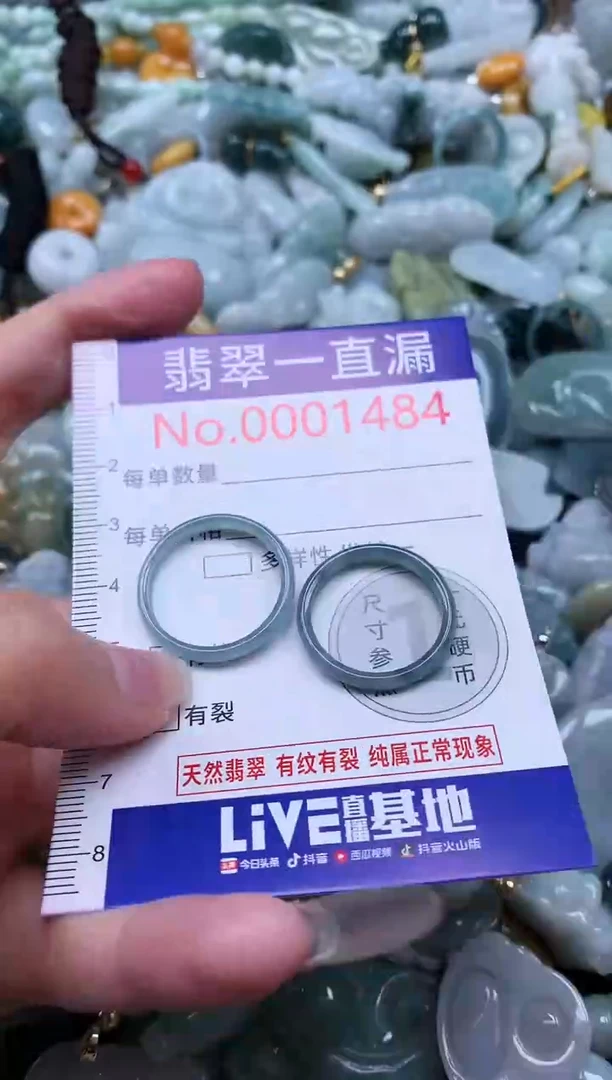 翡翠一直漏
No.0001484
1
2
每单数量
3
每单
多样性
4
尺寸参
元硬币
有裂
天然翡翠 有纹有裂 纯属正常现象
7
LiVE直播基地
8
今日头条 抖音 西瓜视频 抖音火山版